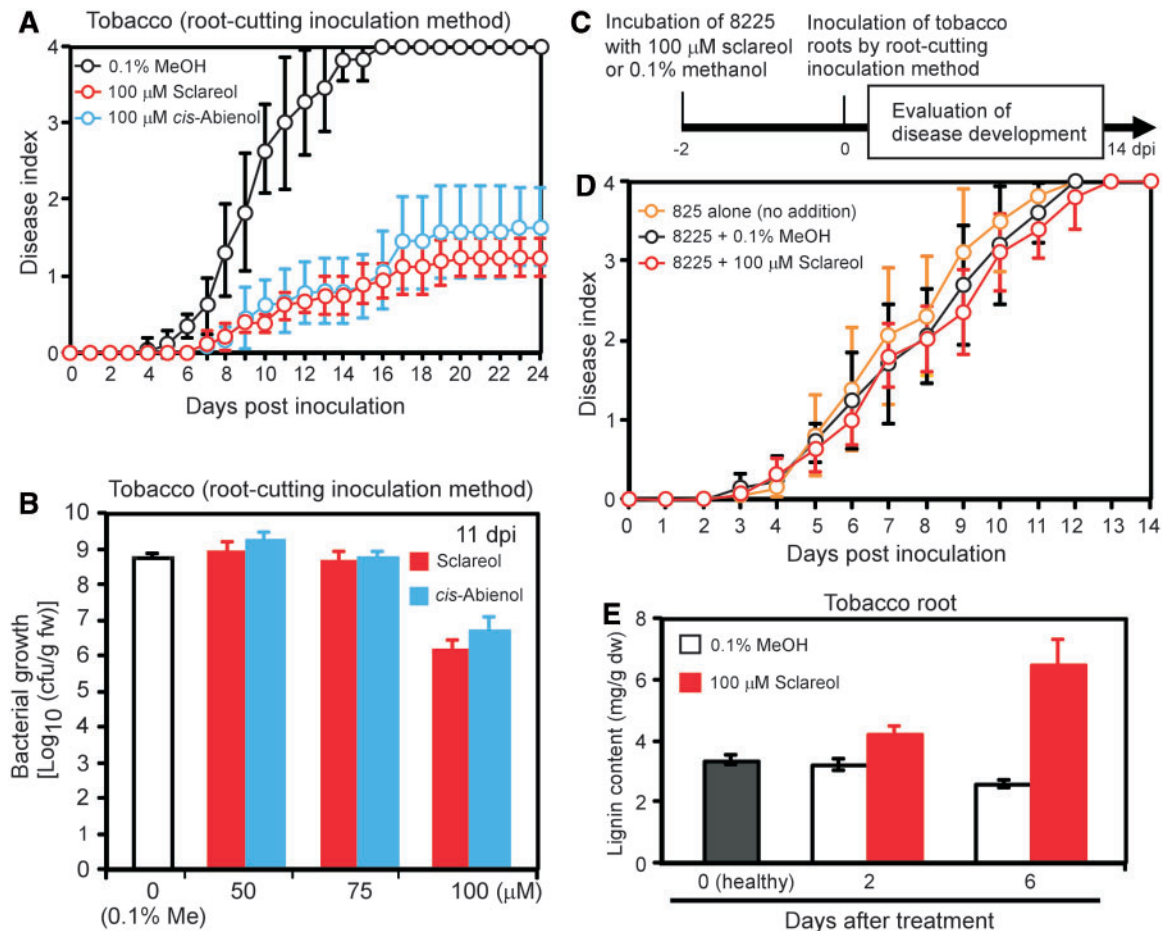 A
Tobacco (root-cutting inoculation method)
Disease index
4
3
2
1
0
0.1% MeOH
100 μM Sclareol
100 μM cis-Abienol
0 2 4 6 8 10 12 14 16 18 20 22 24
Days post inoculation
B
Tobacco (root-cutting inoculation method)
Bacterial growth
[Log10 (cfu/g fw)]
10
9
8
7
6
5
4
3
2
1
0
11 dpi
Sclareol
cis-Abienol
0 50 75 100 (μM)
(0.1% Me)
C
Incubation of 8225
with 100 μM sclareol
or 0.1% methanol
Inoculation of tobacco
roots by root-cutting
inoculation method
Evaluation of
disease development
-2 0 14 dpi
D
Disease index
4
3
2
1
0
825 alone (no addition)
8225 + 0.1% MeOH
8225 + 100 μM Sclareol
0 1 2 3 4 5 6 7 8 9 10 11 12 13 14
Days post inoculation
E
Tobacco root
Lignin content (mg/g dw)
8
6
4
2
0
0.1% MeOH
100 μM Sclareol
0 (healthy) 2 6
Days after treatment